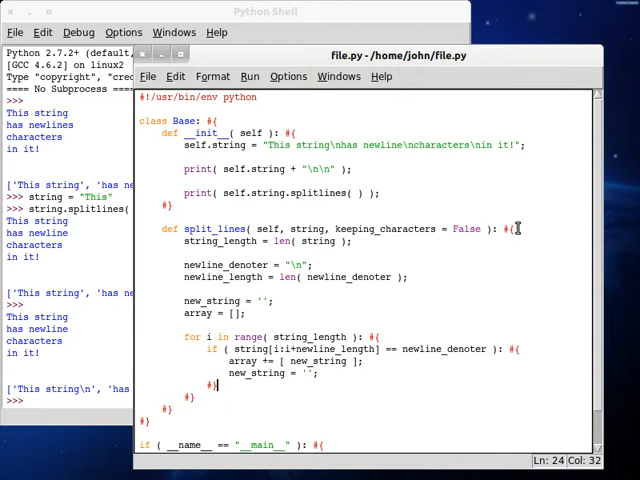 Python Shell
File Edit Debug Options Windows Help
Python 2.7.2+ (default,
[GCC 4.6.2] on linux2
Type "copyright", "cred
==== No Subprocess ====
>>>
This string
has newlines
characters
in it!
['This string', 'has ne
>>> string = "This"
>>> string.splitlines(
This string
has newline
characters
in it!
['This string', 'has ne
>>>
This string
has newline
characters
in it!
['This string\n', 'has
>>>
file.py - /home/john/file.py
File Edit Format Run Options Windows Help
#!/usr/bin/env python
class Base: #{
def __init__( self ): #{
self.string = "This string\nhas newline\ncharacters\nin it!";
print( self.string + "\n\n" );
print( self.string.splitlines( ) );
#}
def split_lines( self, string, keeping_characters = False ): #{
string_length = len( string );
newline_denoter = "\n";
newline_length = len( newline_denoter );
new_string = '';
array = [];
for i in range( string_length ): #{
if ( string[i:i+newline_length] == newline_denoter ): #{
array += [ new_string ];
new_string = '';
#}
#}
#}
#}
if ( __name__ == "__main__" ): #{
Ln: 24 Col: 32